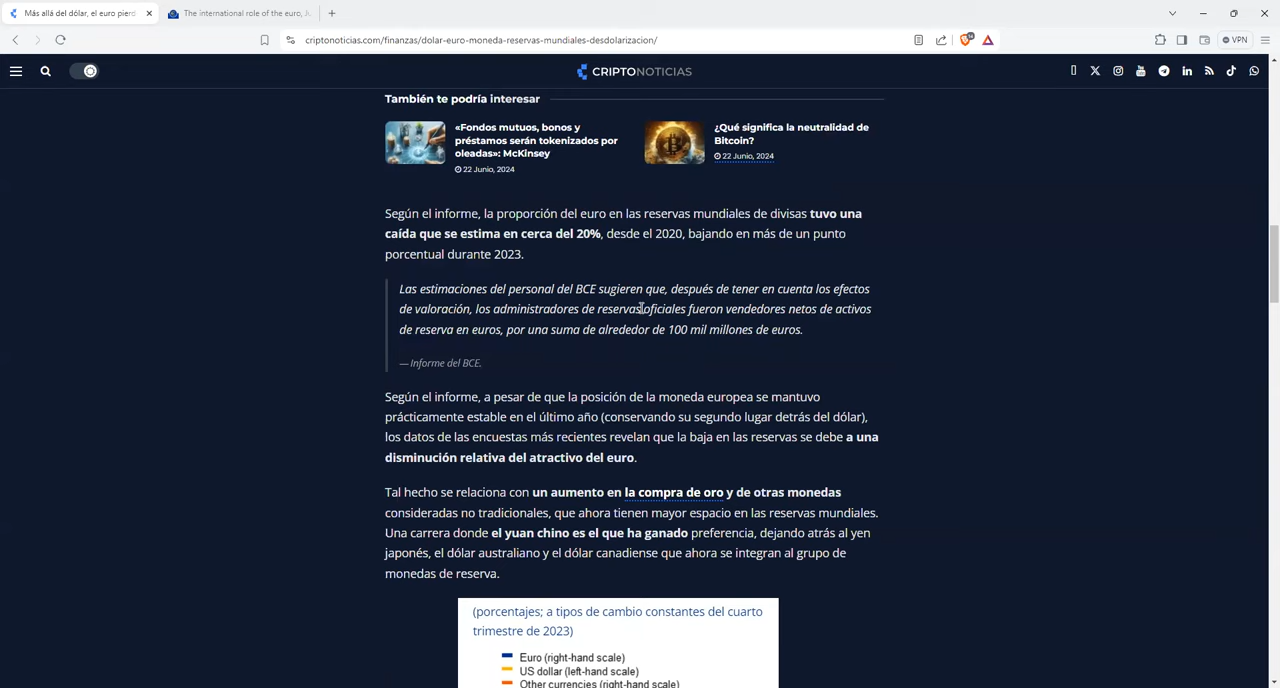 Más allá del dólar, el euro pierd
The international role of the euro, J
criptonoticias.com/finanzas/dolar-euro-moneda-reservas-mundiales-desdolarizacion/
VPN
CRIPTONOTICIAS
También te podría interesar
«Fondos mutuos, bonos y
préstamos serán tokenizados por
oleadas»: McKinsey
22 Junio, 2024
¿Qué significa la neutralidad de
Bitcoin?
22 Junio, 2024
Según el informe, la proporción del euro en las reservas mundiales de divisas tuvo una
caída que se estima en cerca del 20%, desde el 2020, bajando en más de un punto
porcentual durante 2023.
Las estimaciones del personal del BCE sugieren que, después de tener en cuenta los efectos
de valoración, los administradores de reservas oficiales fueron vendedores netos de activos
de reserva en euros, por una suma de alrededor de 100 mil millones de euros.
— Informe del BCE.
Según el informe, a pesar de que la posición de la moneda europea se mantuvo
prácticamente estable en el último año (conservando su segundo lugar detrás del dólar),
los datos de las encuestas más recientes revelan que la baja en las reservas se debe a una
disminución relativa del atractivo del euro.
Tal hecho se relaciona con un aumento en la compra de oro y de otras monedas
consideradas no tradicionales, que ahora tienen mayor espacio en las reservas mundiales.
Una carrera donde el yuan chino es el que ha ganado preferencia, dejando atrás al yen
japonés, el dólar australiano y el dólar canadiense que ahora se integran al grupo de
monedas de reserva.
(porcentajes; a tipos de cambio constantes del cuarto
trimestre de 2023)
Euro (right-hand scale)
US dollar (left-hand scale)
Other currencies (right-hand scale)